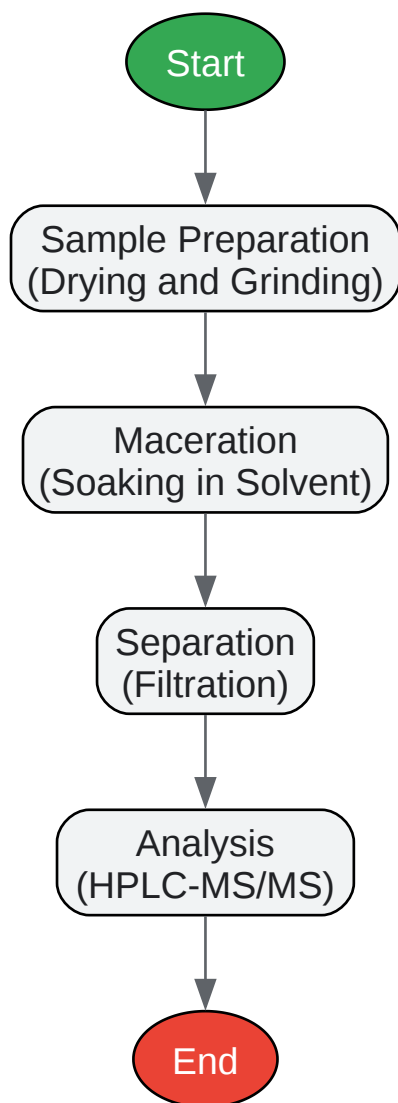 Start
Sample Preparation
(Drying and Grinding)
Maceration
(Soaking in Solvent)
Separation
(Filtration)
Analysis
(HPLC-MS/MS)
End